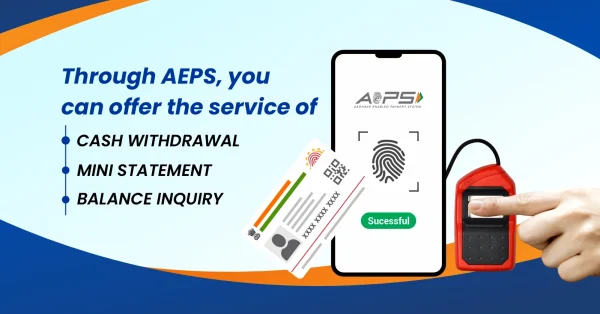 Through AEPS, you
can offer the service of
CASH WITHDRAWAL
MINI STATEMENT
BALANCE INQUIRY
AePS
AADHAAR ENABLED PAYMENT SYSTEM
XXXX XXXX XXXX
Sucessful